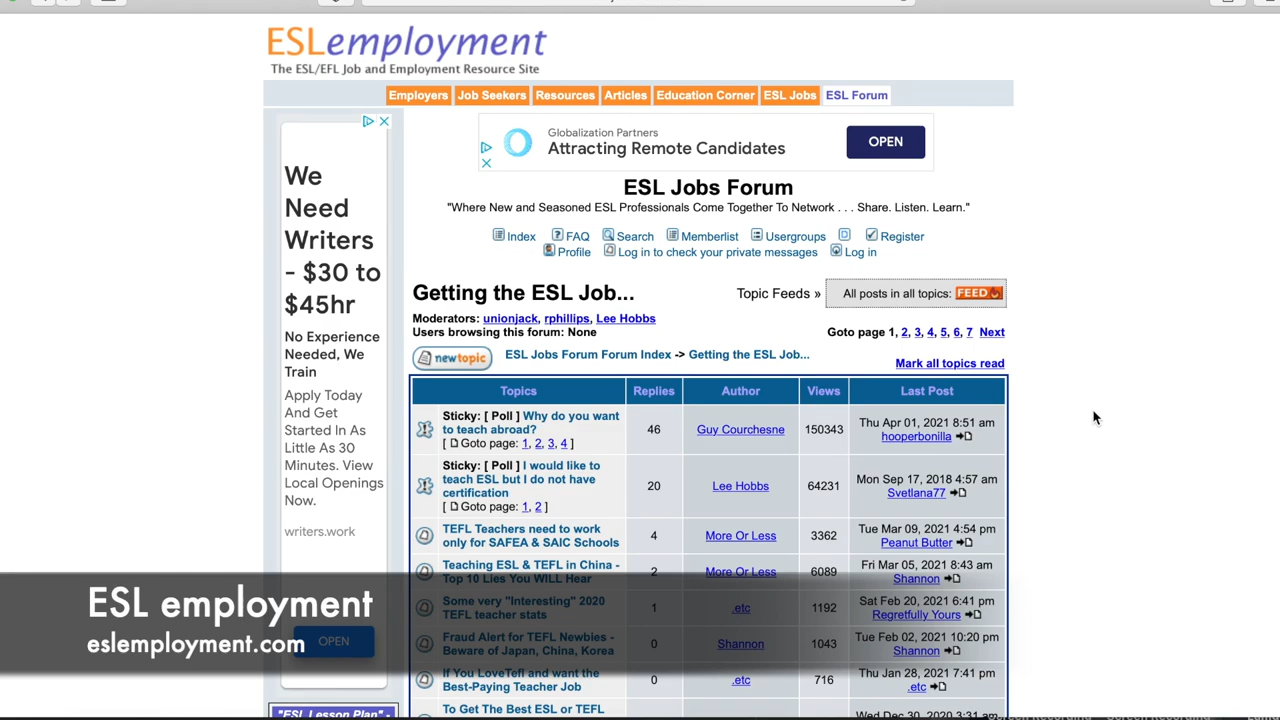 ESLemployment
The ESL/EFL Job and Employment Resource Site
Employers Job Seekers Resources Articles Education Corner ESL Jobs ESL Forum
We
Need
Writers
- $30 to
$45hr
No Experience
Needed, We
Train
Apply Today
And Get
Started In As
Little As 30
Minutes. View
Local Openings
Now.
writers.work
OPEN
"ESL Lesson Plan" -
Globalization Partners
Attracting Remote Candidates
OPEN
ESL Jobs Forum
"Where New and Seasoned ESL Professionals Come Together To Network . . . Share. Listen. Learn."
Index FAQ Search Memberlist Usergroups D Register
Profile Log in to check your private messages Log in
Getting the ESL Job...
Topic Feeds » All posts in all topics: FEED
Moderators: unionjack, rphillips, Lee Hobbs
Users browsing this forum: None
Goto page 1, 2, 3, 4, 5, 6, 7 Next
newtopic ESL Jobs Forum Forum Index -> Getting the ESL Job...
Mark all topics read
Topics Replies Author Views Last Post
Sticky: [ Poll ] Why do you want
to teach abroad?
[ Goto page: 1, 2, 3, 4 ]
46 Guy Courchesne 150343
Thu Apr 01, 2021 8:51 am
hooperbonilla
Sticky: [ Poll ] I would like to
teach ESL but I do not have
certification
[ Goto page: 1, 2 ]
20 Lee Hobbs 64231
Mon Sep 17, 2018 4:57 am
Svetlana77
TEFL Teachers need to work
only for SAFEA & SAIC Schools
4 More Or Less 3362
Tue Mar 09, 2021 4:54 pm
Peanut Butter
Teaching ESL & TEFL in China -
Top 10 Lies You WILL Hear
2 More Or Less 6089
Fri Mar 05, 2021 8:43 am
Shannon
Some very "Interesting" 2020
TEFL teacher stats
1 .etc 1192
Sat Feb 20, 2021 6:41 pm
Regretfully Yours
Fraud Alert for TEFL Newbies -
Beware of Japan, China, Korea
0 Shannon 1043
Tue Feb 02, 2021 10:20 pm
Shannon
If You LoveTefl and want the
Best-Paying Teacher Job
0 .etc 716
Thu Jan 28, 2021 7:41 pm
.etc
To Get The Best ESL or TEFL
Wed Dec 30, 2020 3:31 am
ESL employment
eslemployment.com